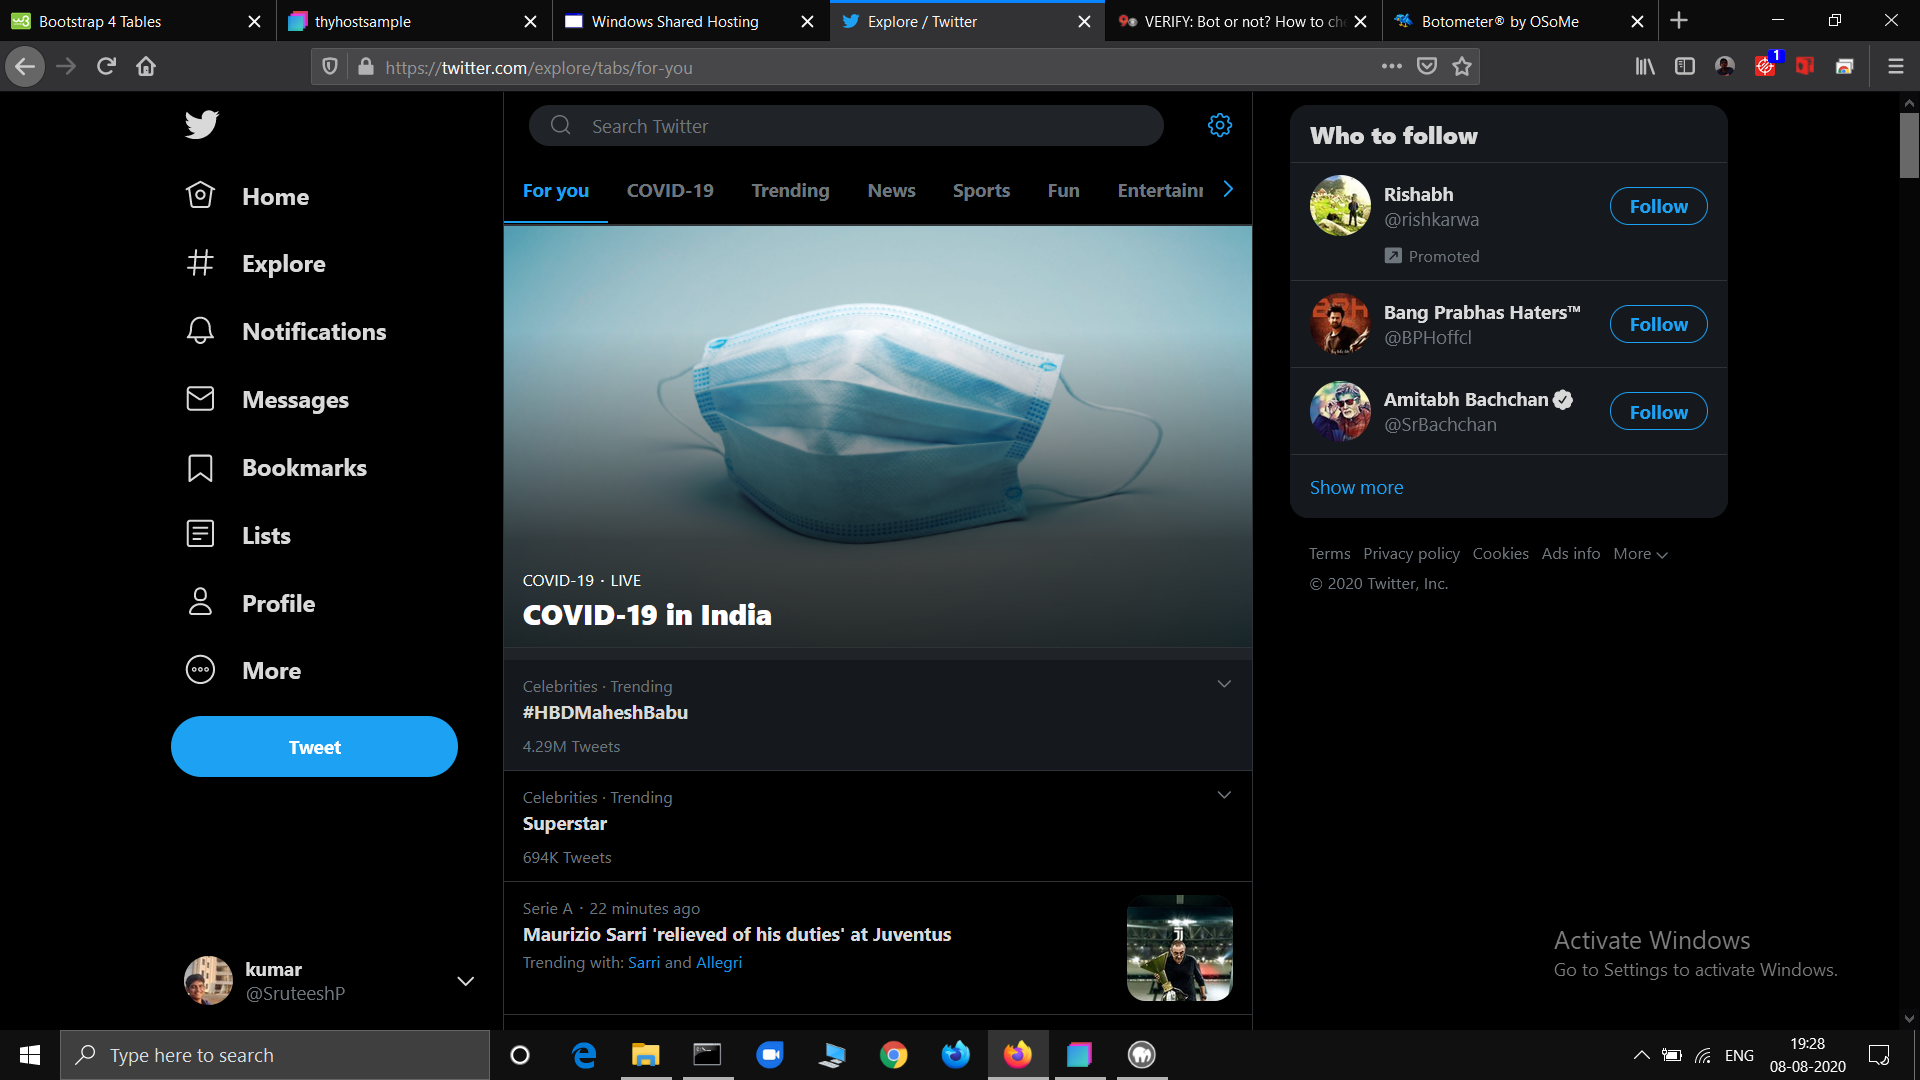 Bootstrap 4 Tables
thyhostsample
Windows Shared Hosting
Explore / Twitter
VERIFY: Bot or not? How to che
Botometer® by OSoMe
https://twitter.com/explore/tabs/for-you
1
Home
Explore
Notifications
Messages
Bookmarks
Lists
Profile
More
Tweet
kumar
@SruteeshP
Search Twitter
For you
COVID-19
Trending
News
Sports
Fun
Entertain
COVID-19 · LIVE
COVID-19 in India
Celebrities · Trending
#HBDMaheshBabu
4.29M Tweets
Celebrities · Trending
Superstar
694K Tweets
Serie A · 22 minutes ago
Maurizio Sarri 'relieved of his duties' at Juventus
Trending with: Sarri and Allegri
Who to follow
Rishabh
@rishkarwa
Follow
Promoted
Bang Prabhas Haters™
@BPHoffcl
Follow
Amitabh Bachchan
@SrBachchan
Follow
Show more
Terms Privacy policy Cookies Ads info More
© 2020 Twitter, Inc.
Activate Windows
Go to Settings to activate Windows.
Type here to search
ENG
19:28
08-08-2020